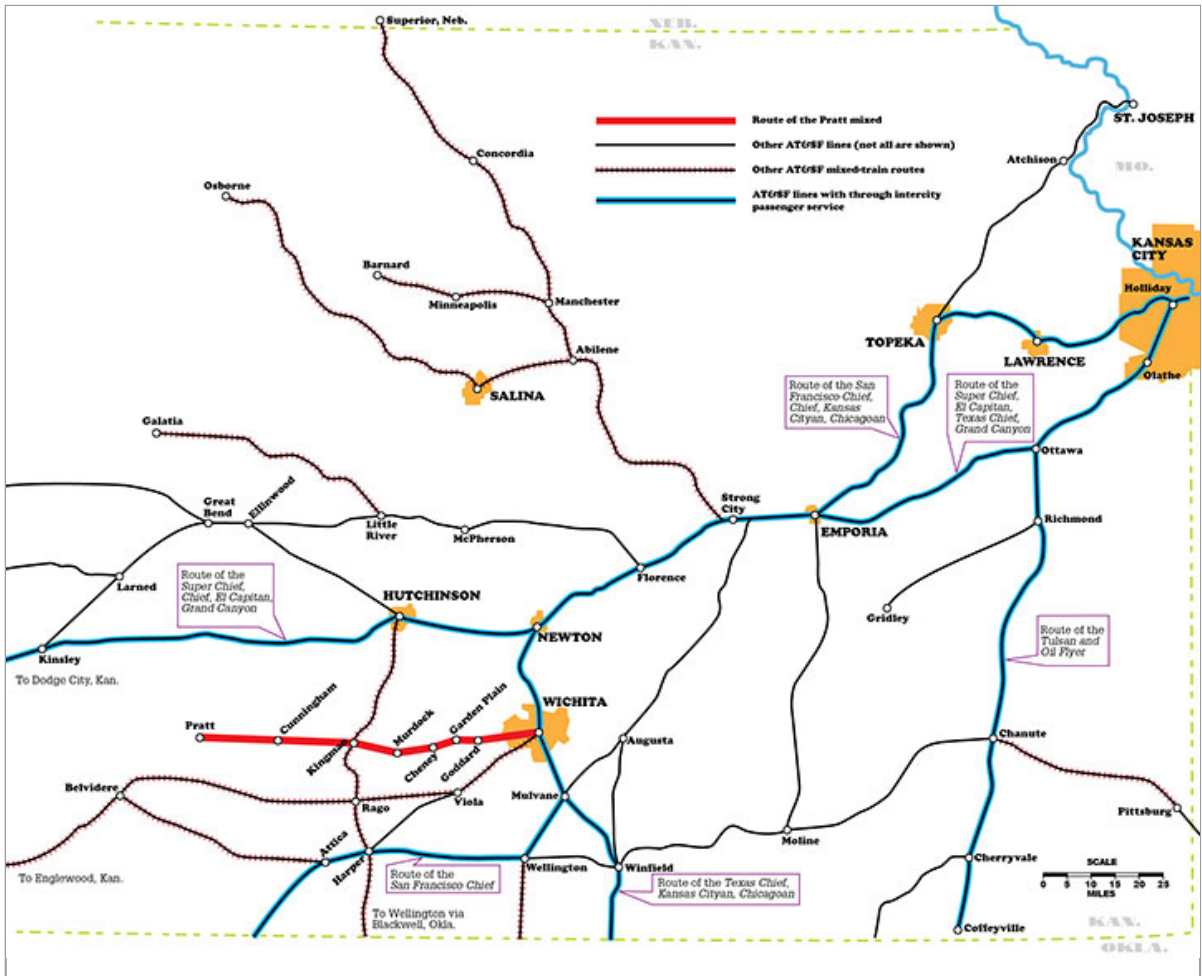 Superior, Neb.
NEB.
KAN.
Route of the Pratt mixed
Other AT&SF lines (not all are shown)
Other AT&SF mixed-train routes
AT&SF lines with through intercity
passenger service
ST. JOSEPH
Atchison
MO.
Concordia
Osborne
KANSAS
CITY
Barnard
Minneapolis
Manchester
Holliday
TOPEKA
LAWRENCE
Abilene
SALINA
Olathe
Route of the San
Francisco Chief,
Chief, Kansas
Cityan, Chicagoan
Route of the
Super Chief,
El Capitan,
Texas Chief,
Grand Canyon
Galatia
Ottawa
Great
Bend
Ellinwood
Little
River
McPherson
Strong
City
EMPORIA
Richmond
Larned
Route of the
Super Chief,
Chief, El Capitan,
Grand Canyon
HUTCHINSON
Florence
Gridley
NEWTON
Kinsley
To Dodge City, Kan.
Route of the
Tulsan and
Oil Flyer
Pratt
Cunningham
Kingman
Murdock
Cheney
Garden Plain
Goddard
WICHITA
Augusta
Chanute
Belvidere
Rago
Viola
Mulvane
Pittsburg
Moline
Attica
Harper
Wellington
Winfield
Cherryvale
To Englewood, Kan.
Route of the
San Francisco Chief
Route of the Texas Chief,
Kansas Cityan, Chicagoan
SCALE
0 5 10 15 20 25
MILES
To Wellington via
Blackwell, Okla.
Coffeyville
KAN.
OKLA.